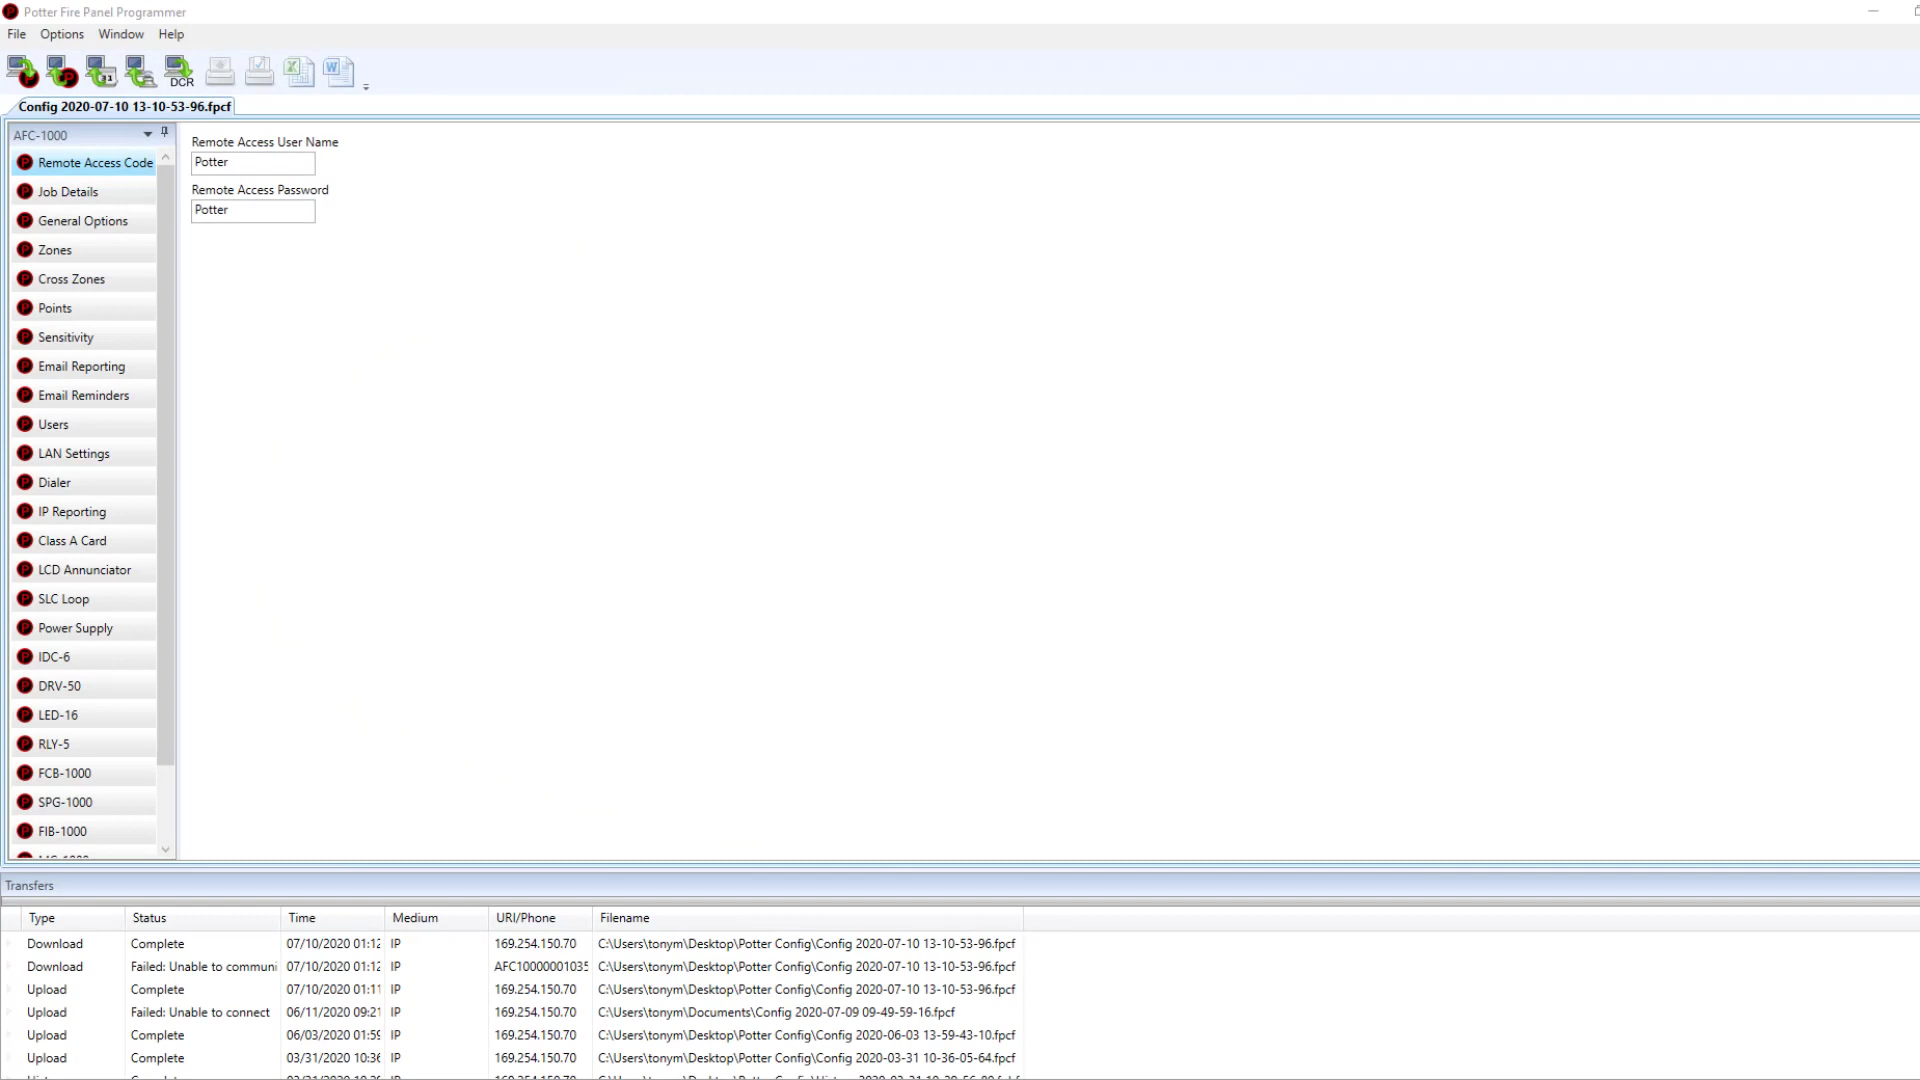 Potter Fire Panel Programmer
File Options Window Help
DCR
Config 2020-07-10 13-10-53-96.fpcf
AFC-1000
Remote Access Code
Job Details
General Options
Zones
Cross Zones
Points
Sensitivity
Email Reporting
Email Reminders
Users
LAN Settings
Dialer
IP Reporting
Class A Card
LCD Annunciator
SLC Loop
Power Supply
IDC-6
DRV-50
LED-16
RLY-5
FCB-1000
SPG-1000
FIB-1000
Remote Access User Name
Potter
Remote Access Password
Potter
Transfers
Type Status Time Medium URI/Phone Filename
Download Complete 07/10/2020 01:12 IP 169.254.150.70 C:\Users\tonym\Desktop\Potter Config\Config 2020-07-10 13-10-53-96.fpcf
Download Failed: Unable to communi 07/10/2020 01:12 IP AFC10000001035 C:\Users\tonym\Desktop\Potter Config\Config 2020-07-10 13-10-53-96.fpcf
Upload Complete 07/10/2020 01:11 IP 169.254.150.70 C:\Users\tonym\Desktop\Potter Config\Config 2020-07-10 13-10-53-96.fpcf
Upload Failed: Unable to connect 06/11/2020 09:21 IP 169.254.150.70 C:\Users\tonym\Documents\Config 2020-07-09 09-49-59-16.fpcf
Upload Complete 06/03/2020 01:59 IP 169.254.150.70 C:\Users\tonym\Desktop\Potter Config\Config 2020-06-03 13-59-43-10.fpcf
Upload Complete 03/31/2020 10:36 IP 169.254.150.70 C:\Users\tonym\Desktop\Potter Config\Config 2020-03-31 10-36-05-64.fpcf